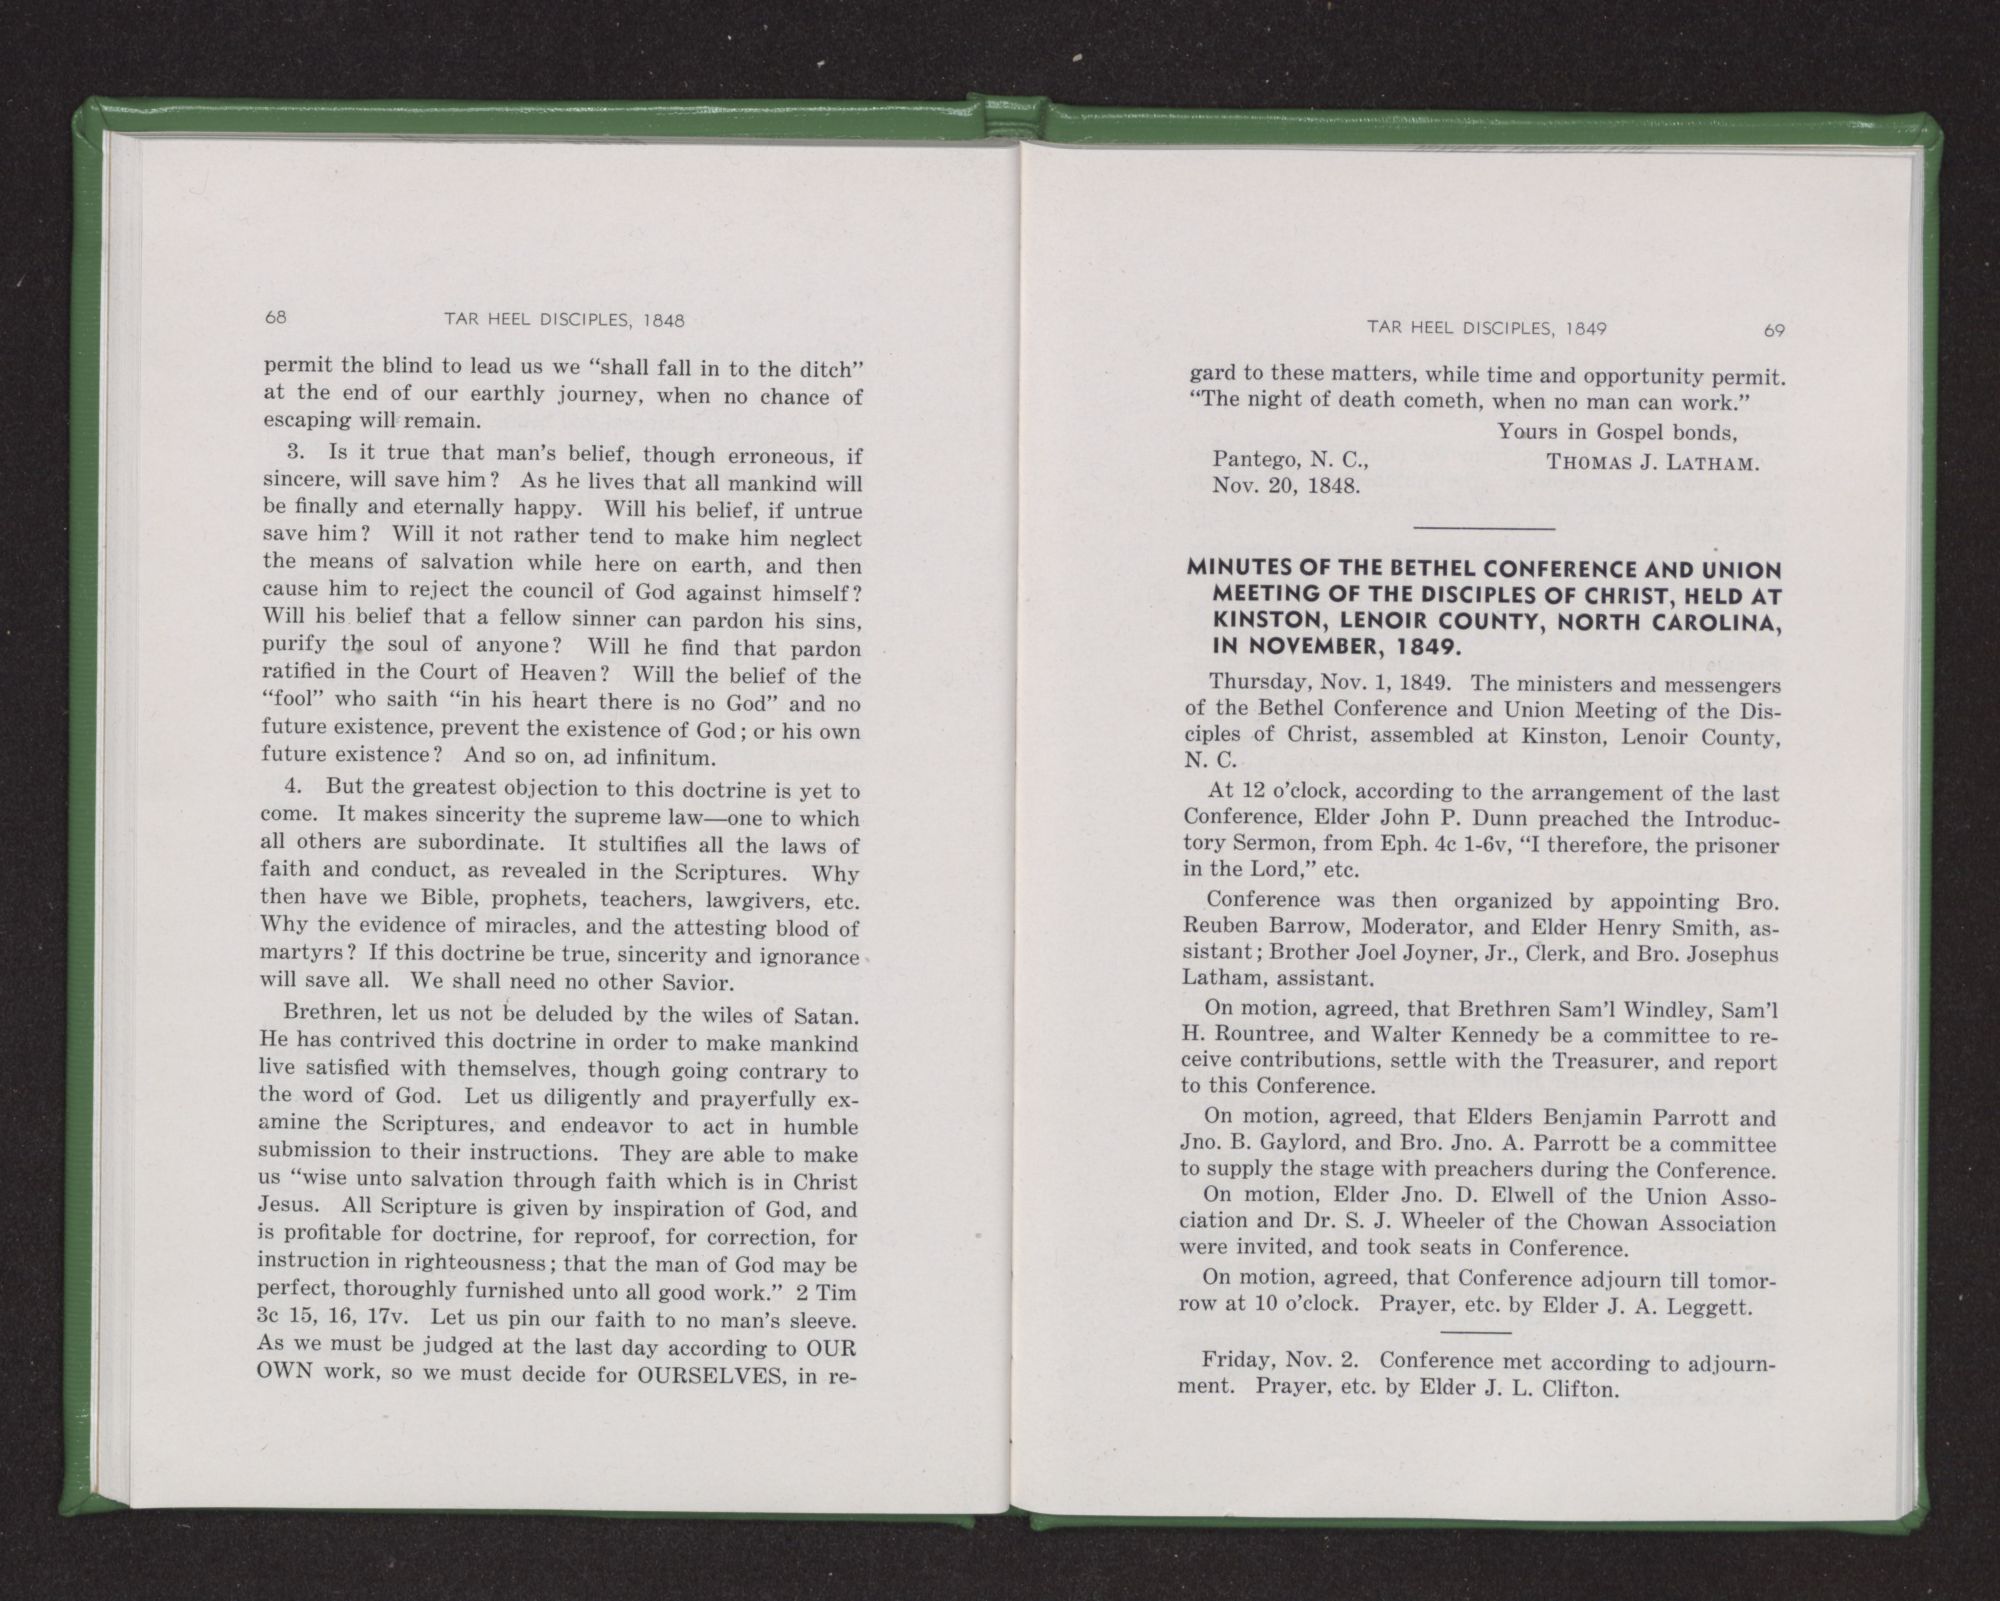 68 TAR HEEL DISCIPLES, 1848
permit the blind to lead us we “shall fall in to the ditch”
at the end of our earthly journey, when no chance of
escaping will remain.
3. Is it true that man’s belief, though erroneous, if
sincere, will save him? As he lives that all mankind will
be finally and eternally happy. Will his belief, if untrue
save him? Will it not rather tend to make him neglect
the means of salvation while here on earth, and then
cause him to reject the council of God against himself?
Will his belief that a fellow sinner can pardon his sins,
purify the soul of anyone? Will he find that pardon
ratified in the Court of Heaven? Will the belief of the
“fool” who saith “in his heart there is no God” and no
future existence, prevent the existence of God; or his own
future existence? And so on, ad infinitum.
4. But the greatest objection to this doctrine is yet to
come. It makes sincerity the supreme law—one to which
all others are subordinate. It stultifies all the laws of
faith and conduct, as revealed in the Scriptures. Why
then have we Bible, prophets, teachers, lawgivers, etc.
Why the evidence of miracles, and the attesting blood of
martyrs? If this doctrine be true, sincerity and ignorance
will save all. We shall need no other Savior.
Brethren, let us not be deluded by the wiles of Satan.
He has contrived this doctrine in order to make mankind
live satisfied with themselves, though going contrary to
the word of God. Let us diligently and prayerfully ex-
amine the Scriptures, and endeavor to act in humble
submission to their instructions. They are able to make
us “wise unto salvation through faith which is in Christ
Jesus. All Scripture is given by inspiration of God, and
is profitable for doctrine, for reproof, for correction, for
instruction in righteousness; that the man of God may be
perfect, thoroughly furnished unto all good work.” 2 Tim
3c 15, 16, 17v. Let us pin our faith to no man’s sleeve.
As we must be judged at the last day according to OUR
OWN work, so we must decide for OURSELVES, in re-
TAR HEEL DISCIPLES, 1849 69
gard to these matters, while time and opportunity permit.
“The night of death cometh, when no man can work.”
Yours in Gospel bonds,
Pantego, N. C., THOMAS J. LATHAM.
Nov. 20, 1848.
MINUTES OF THE BETHEL CONFERENCE AND UNION
MEETING OF THE DISCIPLES OF CHRIST, HELD AT
KINSTON, LENOIR COUNTY, NORTH CAROLINA,
IN NOVEMBER, 1849.
Thursday, Nov. 1, 1849. The ministers and messengers
of the Bethel Conference and Union Meeting of the Dis-
ciples of Christ, assembled at Kinston, Lenoir County,
N. C.
At 12 o’clock, according to the arrangement of the last
Conference, Elder John P. Dunn preached the Introduc-
tory Sermon, from Eph. 4c 1-6v, “I therefore, the prisoner
in the Lord,” etc.
Conference was then organized by appointing Bro.
Reuben Barrow, Moderator, and Elder Henry Smith, as-
sistant; Brother Joel Joyner, Jr., Clerk, and Bro. Josephus
Latham, assistant.
On motion, agreed, that Brethren Sam’l Windley, Sam’l
H. Rountree, and Walter Kennedy be a committee to re-
ceive contributions, settle with the Treasurer, and report
to this Conference.
On motion, agreed, that Elders Benjamin Parrott and
Jno. B. Gaylord, and Bro. Jno. A. Parrott be a committee
to supply the stage with preachers during the Conference.
On motion, Elder Jno. D. Elwell of the Union Asso-
ciation and Dr. S. J. Wheeler of the Chowan Association
were invited, and took seats in Conference.
On motion, agreed, that Conference adjourn till tomor-
row at 10 o’clock. Prayer, etc. by Elder J. A. Leggett.
Friday, Nov. 2. Conference met according to adjourn-
ment. Prayer, etc. by Elder J. L. Clifton.